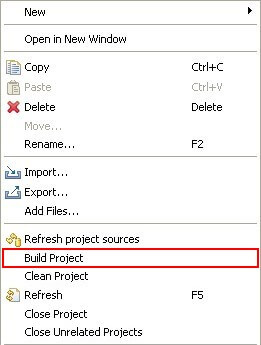 New
Open in New Window
Copy Ctrl+C
Paste Ctrl+V
Delete Delete
Move...
Rename... F2
Import...
Export...
Add Files...
Refresh project sources
Build Project
Clean Project
Refresh F5
Close Project
Close Unrelated Projects